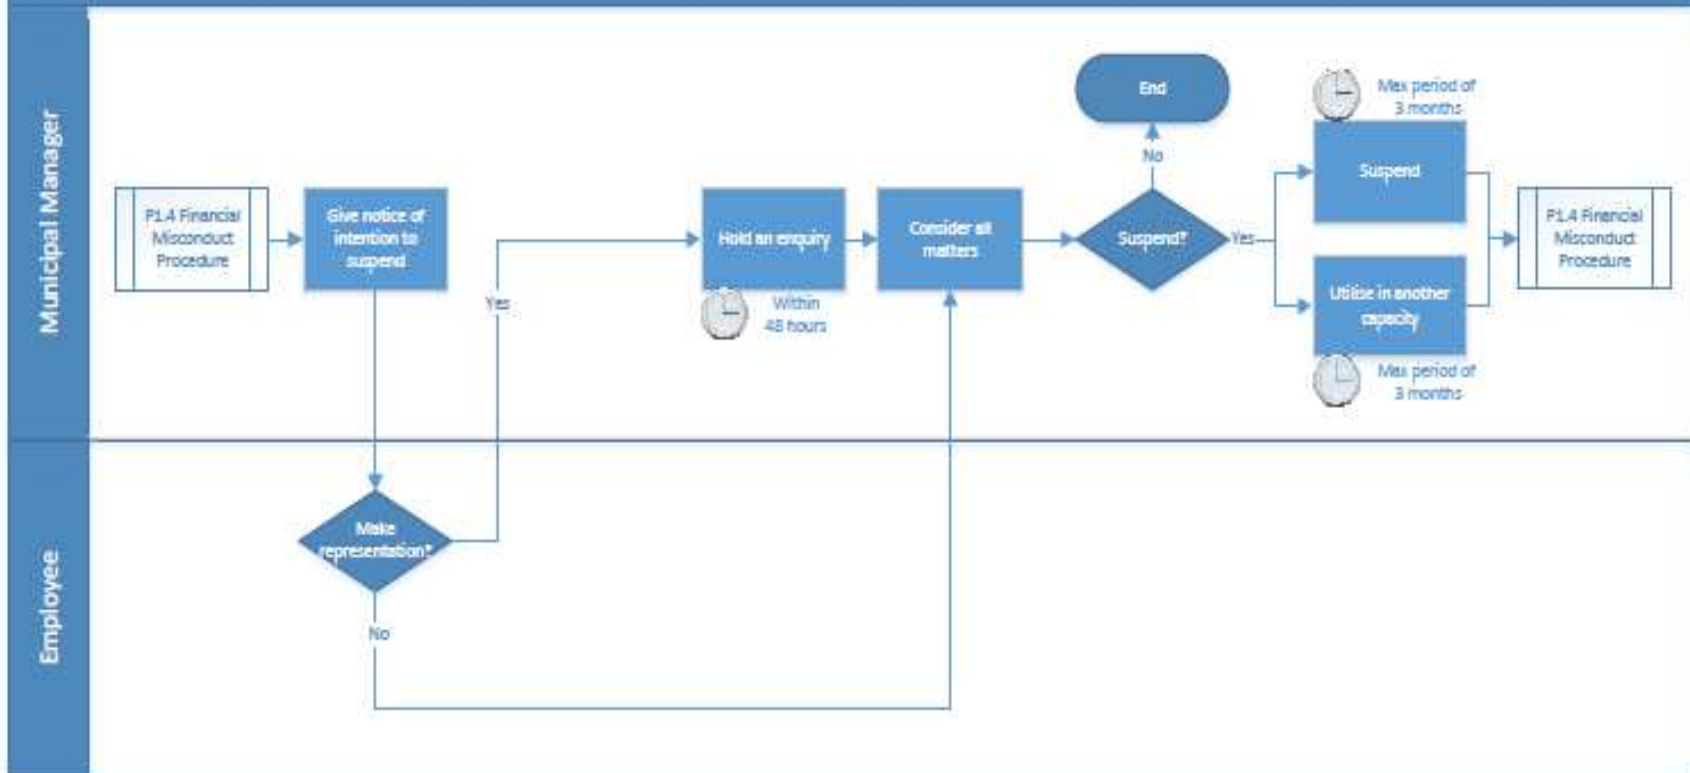 Municipal Manager
P1.4 Financial
Misconduct
Procedure
Give notice of
intention to
suspend
Yes
Hold an enquiry
Within
48 hours
Consider all
matters
End
No
Suspend?
Yes
Max period of
3 months
Suspend
Utilise in another
capacity
Max period of
3 months
P1.4 Financial
Misconduct
Procedure
Employee
Make
representation?
No